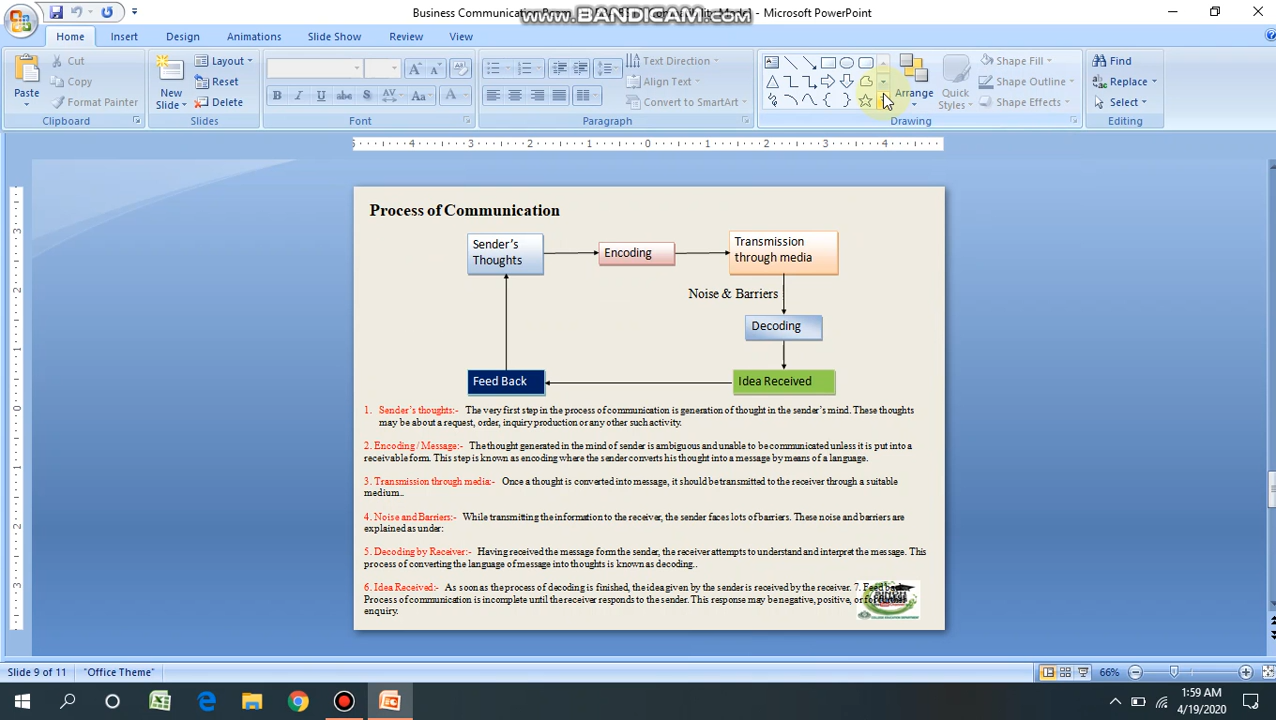 Business Communication
- Microsoft PowerPoint
www.BANDICAM.com
Home Insert Design Slide Show Animations Review View
Paste
Cut
Copy
Format Painter
Clipboard
New Slide
Layout
Reset
Delete
Slides
B I U abe S AV Aa A
Font
Text Direction
Align Text
Convert to SmartArt
Paragraph
Arrange
Quick Styles
Shape Fill
Shape Outline
Shape Effects
Drawing
Find
Replace
Select
Editing
Process of Communication
Sender's
Thoughts
Encoding
Transmission
through media
Noise & Barriers
Decoding
Feed Back
Idea Received
1. Sender's thoughts:- The very first step in the process of communication is generation of thought in the sender's mind. These thoughts
may be about a request, order, inquiry production or any other such activity.
2. Encoding / Message:- The thought generated in the mind of sender is ambiguous and unable to be communicated unless it is put into a
receivable form. This step is known as encoding where the sender converts his thought into a message by means of a language.
3. Transmission through media:- Once a thought is converted into message, it should be transmitted to the receiver through a suitable
medium..
4. Noise and Barriers:- While transmitting the information to the receiver, the sender faces lots of barriers. These noise and barriers are
explained as under:
5. Decoding by Receiver:- Having received the message form the sender, the receiver attempts to understand and interpret the message. This
process of converting the language of message into thoughts is known as decoding..
6. Idea Received:- As soon as the process of decoding is finished, the idea given by the sender is received by the receiver. 7. Feed
Process of communication is incomplete until the receiver responds to the sender. This response may be negative, positive, or for
enquiry.
Slide 9 of 11
"Office Theme"
66%
1:59 AM
4/19/2020